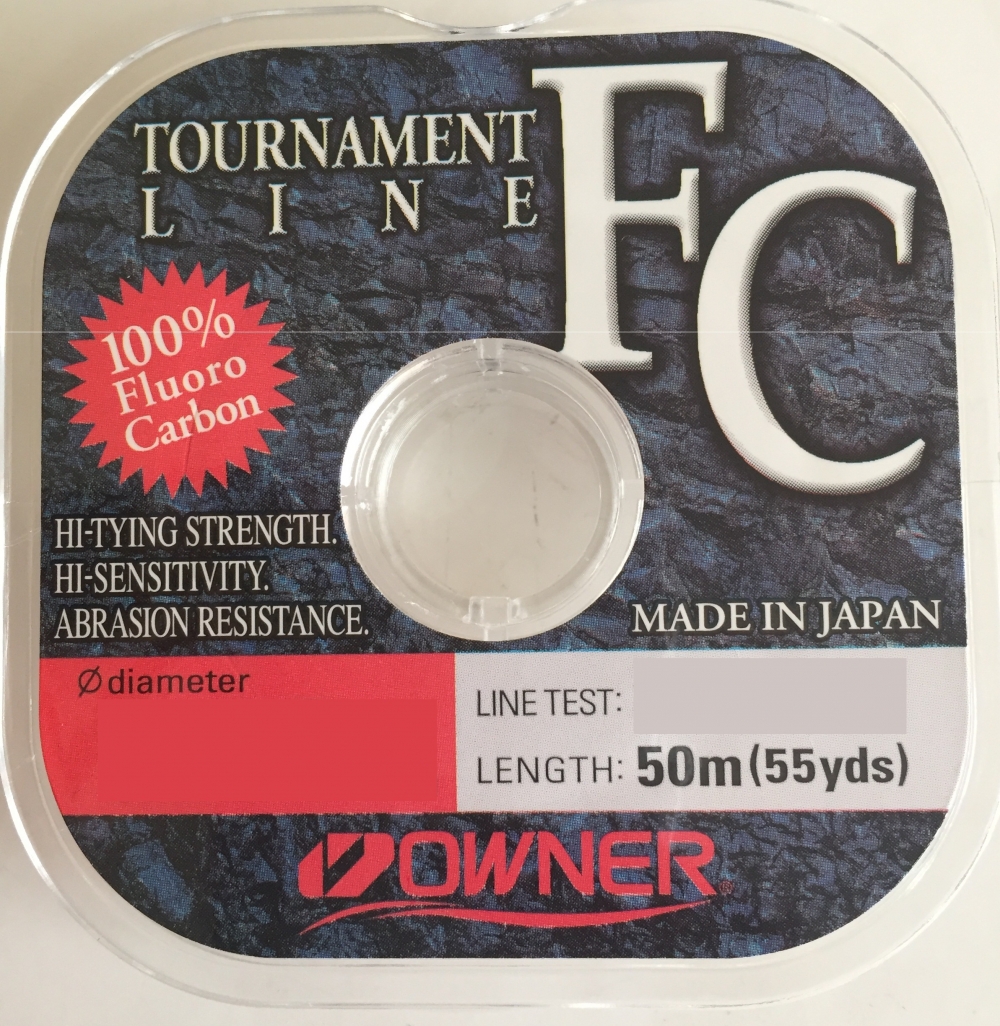 TOURNAMENT
LINE
FC
100%
Fluoro
Carbon
HI-TYING STRENGTH.
HI-SENSITIVITY.
ABRASION RESISTANCE.
MADE IN JAPAN
Ø diameter
LINE TEST:
LENGTH: 50m (55yds)
OWNER®